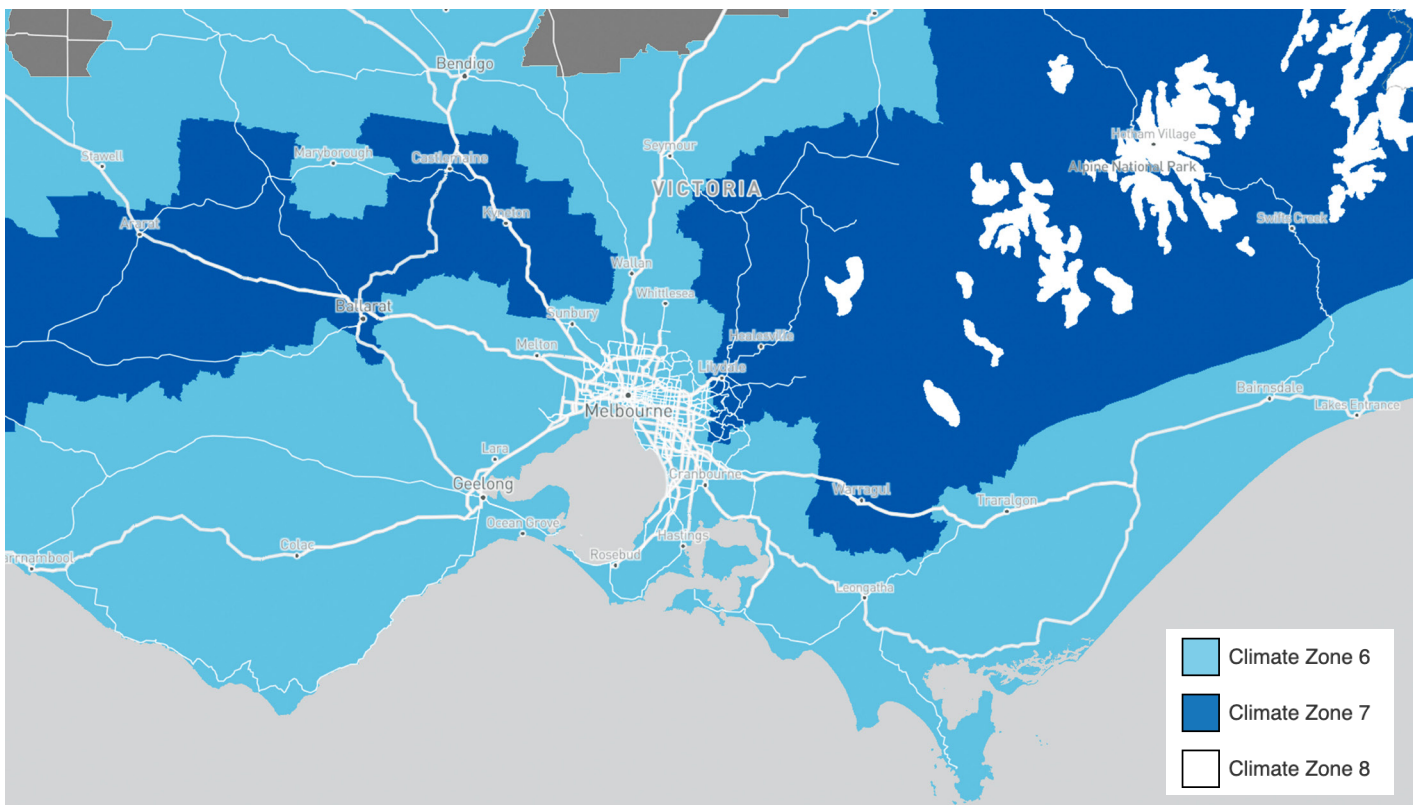 Bendigo
Seymour
Stawell
Maryborough
Castlemaine
Hotham Village
Alpine National Park
VICTORIA
Kyneton
Ararat
Swifts Creek
Wallan
Whittlesea
Ballarat
Sunbury
Healesville
Melton
Lilydale
Melbourne
Bairnsdale
Lakes Entrance
Lara
Geelong
Cranbourne
Warragul
Traralgon
Ocean Grove
Hastings
Colac
Rosebud
Leongatha
Climate Zone 6
Climate Zone 7
Climate Zone 8